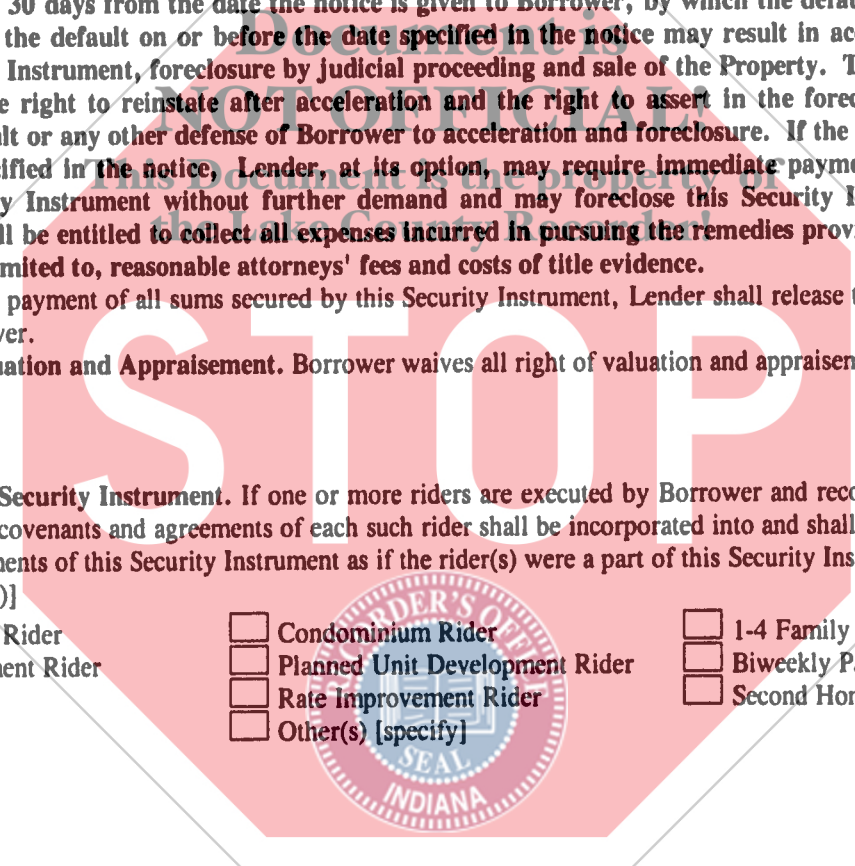 30 days from the date the notice is given to Borrower, by which the defau
the default on or before the date specified in the notice may result in acc
Instrument, foreclosure by judicial proceeding and sale of the Property. T
e right to reinstate after acceleration and the right to assert in the forec
ult or any other defense of Borrower to acceleration and foreclosure. If the
cified in the notice, Lender, at its option, may require immediate payme
y Instrument without further demand and may foreclose this Security I
ll be entitled to collect all expenses incurred in pursuing the remedies provi
mited to, reasonable attorneys' fees and costs of title evidence.
payment of all sums secured by this Security Instrument, Lender shall release t
ver.
uation and Appraisement. Borrower waives all right of valuation and appraisem
Security Instrument. If one or more riders are executed by Borrower and reco
covenants and agreements of each such rider shall be incorporated into and shall
nents of this Security Instrument as if the rider(s) were a part of this Security Ins
)]
Rider
Condominium Rider
1-4 Family
nent Rider
Planned Unit Development Rider
Biweekly Pa
Rate Improvement Rider
Second Hom
Other(s) [specify]
Document is
NOT OFFICIAL!
This Document is the property of
the Lake County Recorder!
STOP
RECORDER'S OFFICE
SEAL
INDIANA